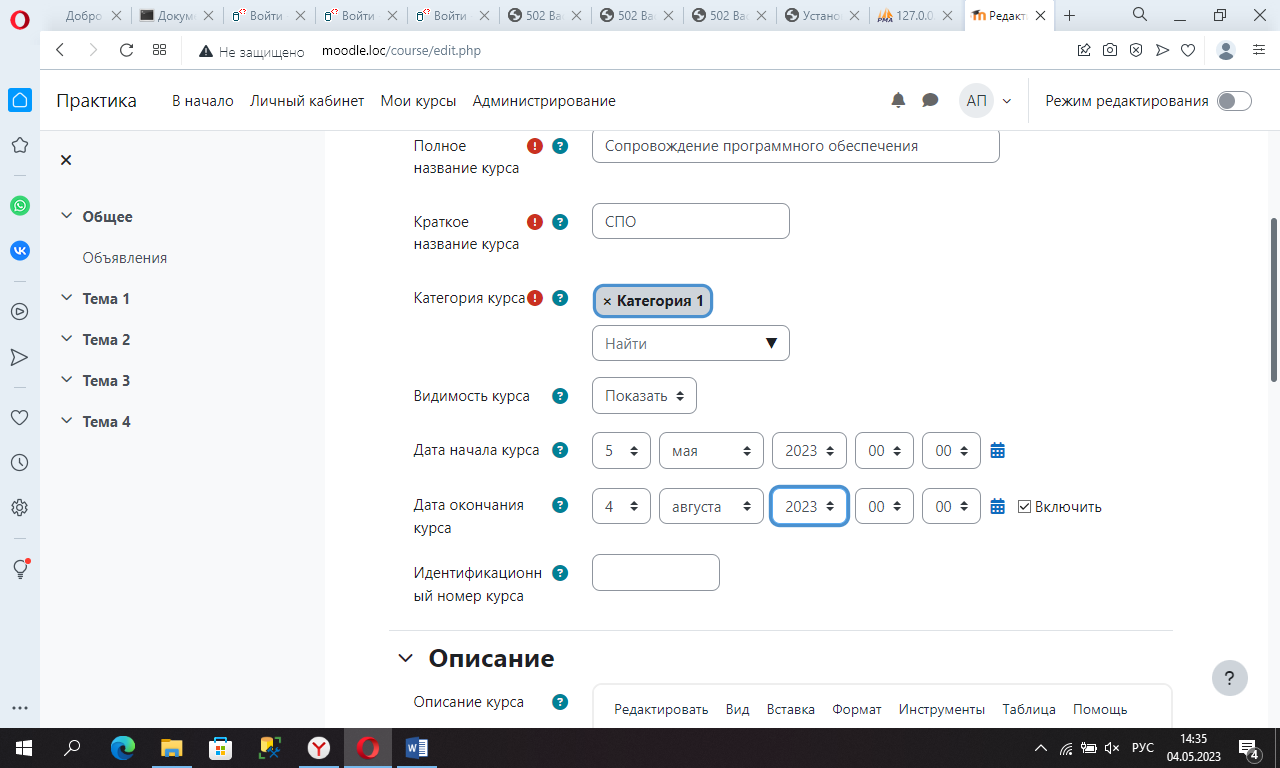 Добро
Докум
Войти
Войти
Войти
502 Ba
502 Ba
502 Ba
Устано
127.0.0
Редакт
Не защищено moodle.loc/course/edit.php
Практика В начало Личный кабинет Мои курсы Администрирование АП Режим редактирования
Общее
Объявления
Тема 1
Тема 2
Тема 3
Тема 4
Полное
название курса
Сопровождение программного обеспечения
Краткое
название курса
СПО
Категория курса × Категория 1
Найти
Видимость курса Показать
Дата начала курса 5 мая 2023 00 00
Дата окончания
курса
4 августа 2023 00 00 Включить
Идентификационн
ый номер курса
Описание
Описание курса
Редактировать Вид Вставка Формат Инструменты Таблица Помощь
РУС
14:35
04.05.2023
4